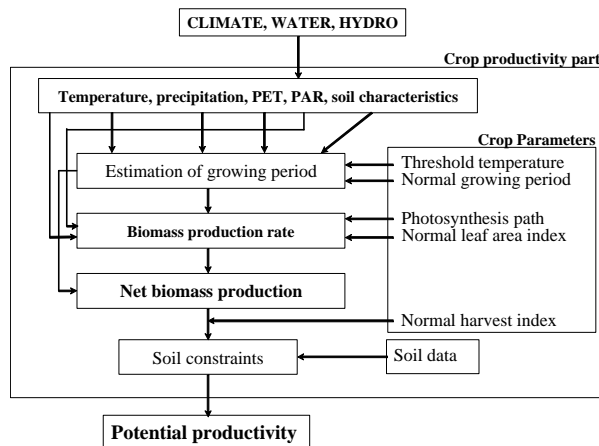 CLIMATE, WATER, HYDRO
Crop productivity part
Temperature, precipitation, PET, PAR, soil characteristics
Crop Parameters
Estimation of growing period
Threshold temperature
Normal growing period
Biomass production rate
Photosynthesis path
Normal leaf area index
Net biomass production
Normal harvest index
Soil constraints
Soil data
Potential productivity